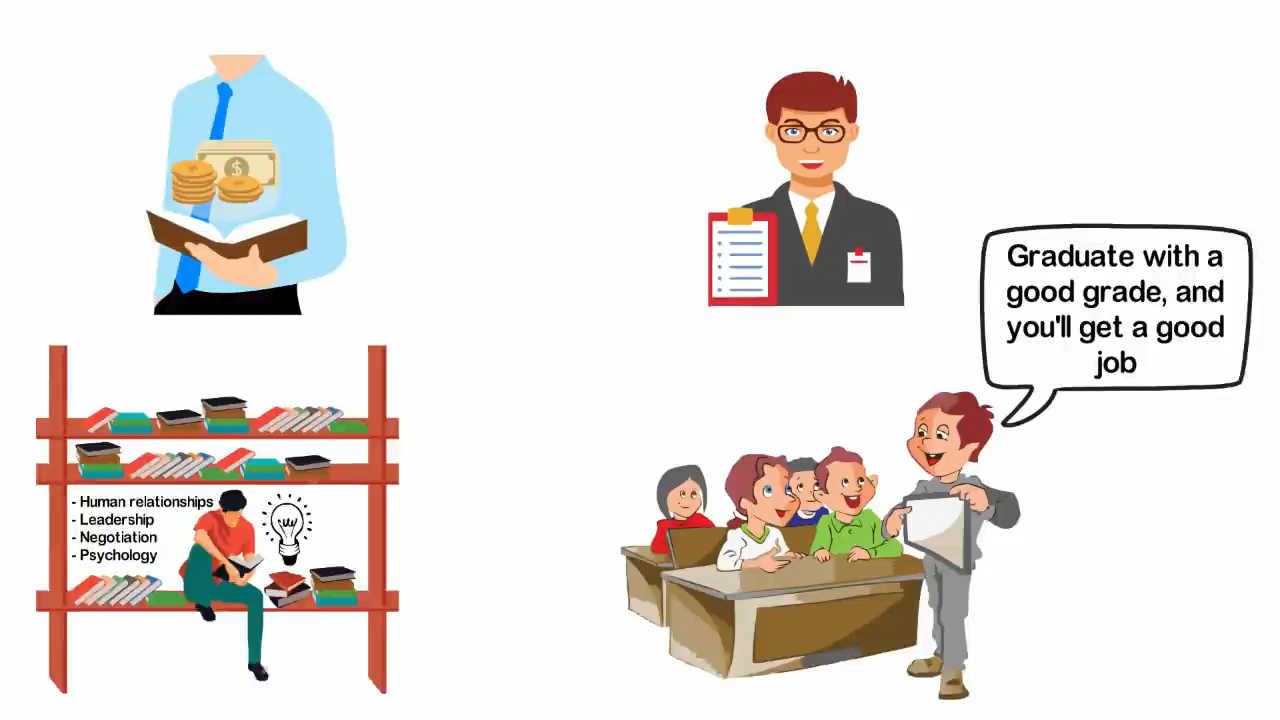 Graduate with a
good grade, and
you'll get a good
job
- Human relationships
- Leadership
- Negotiation
- Psychology